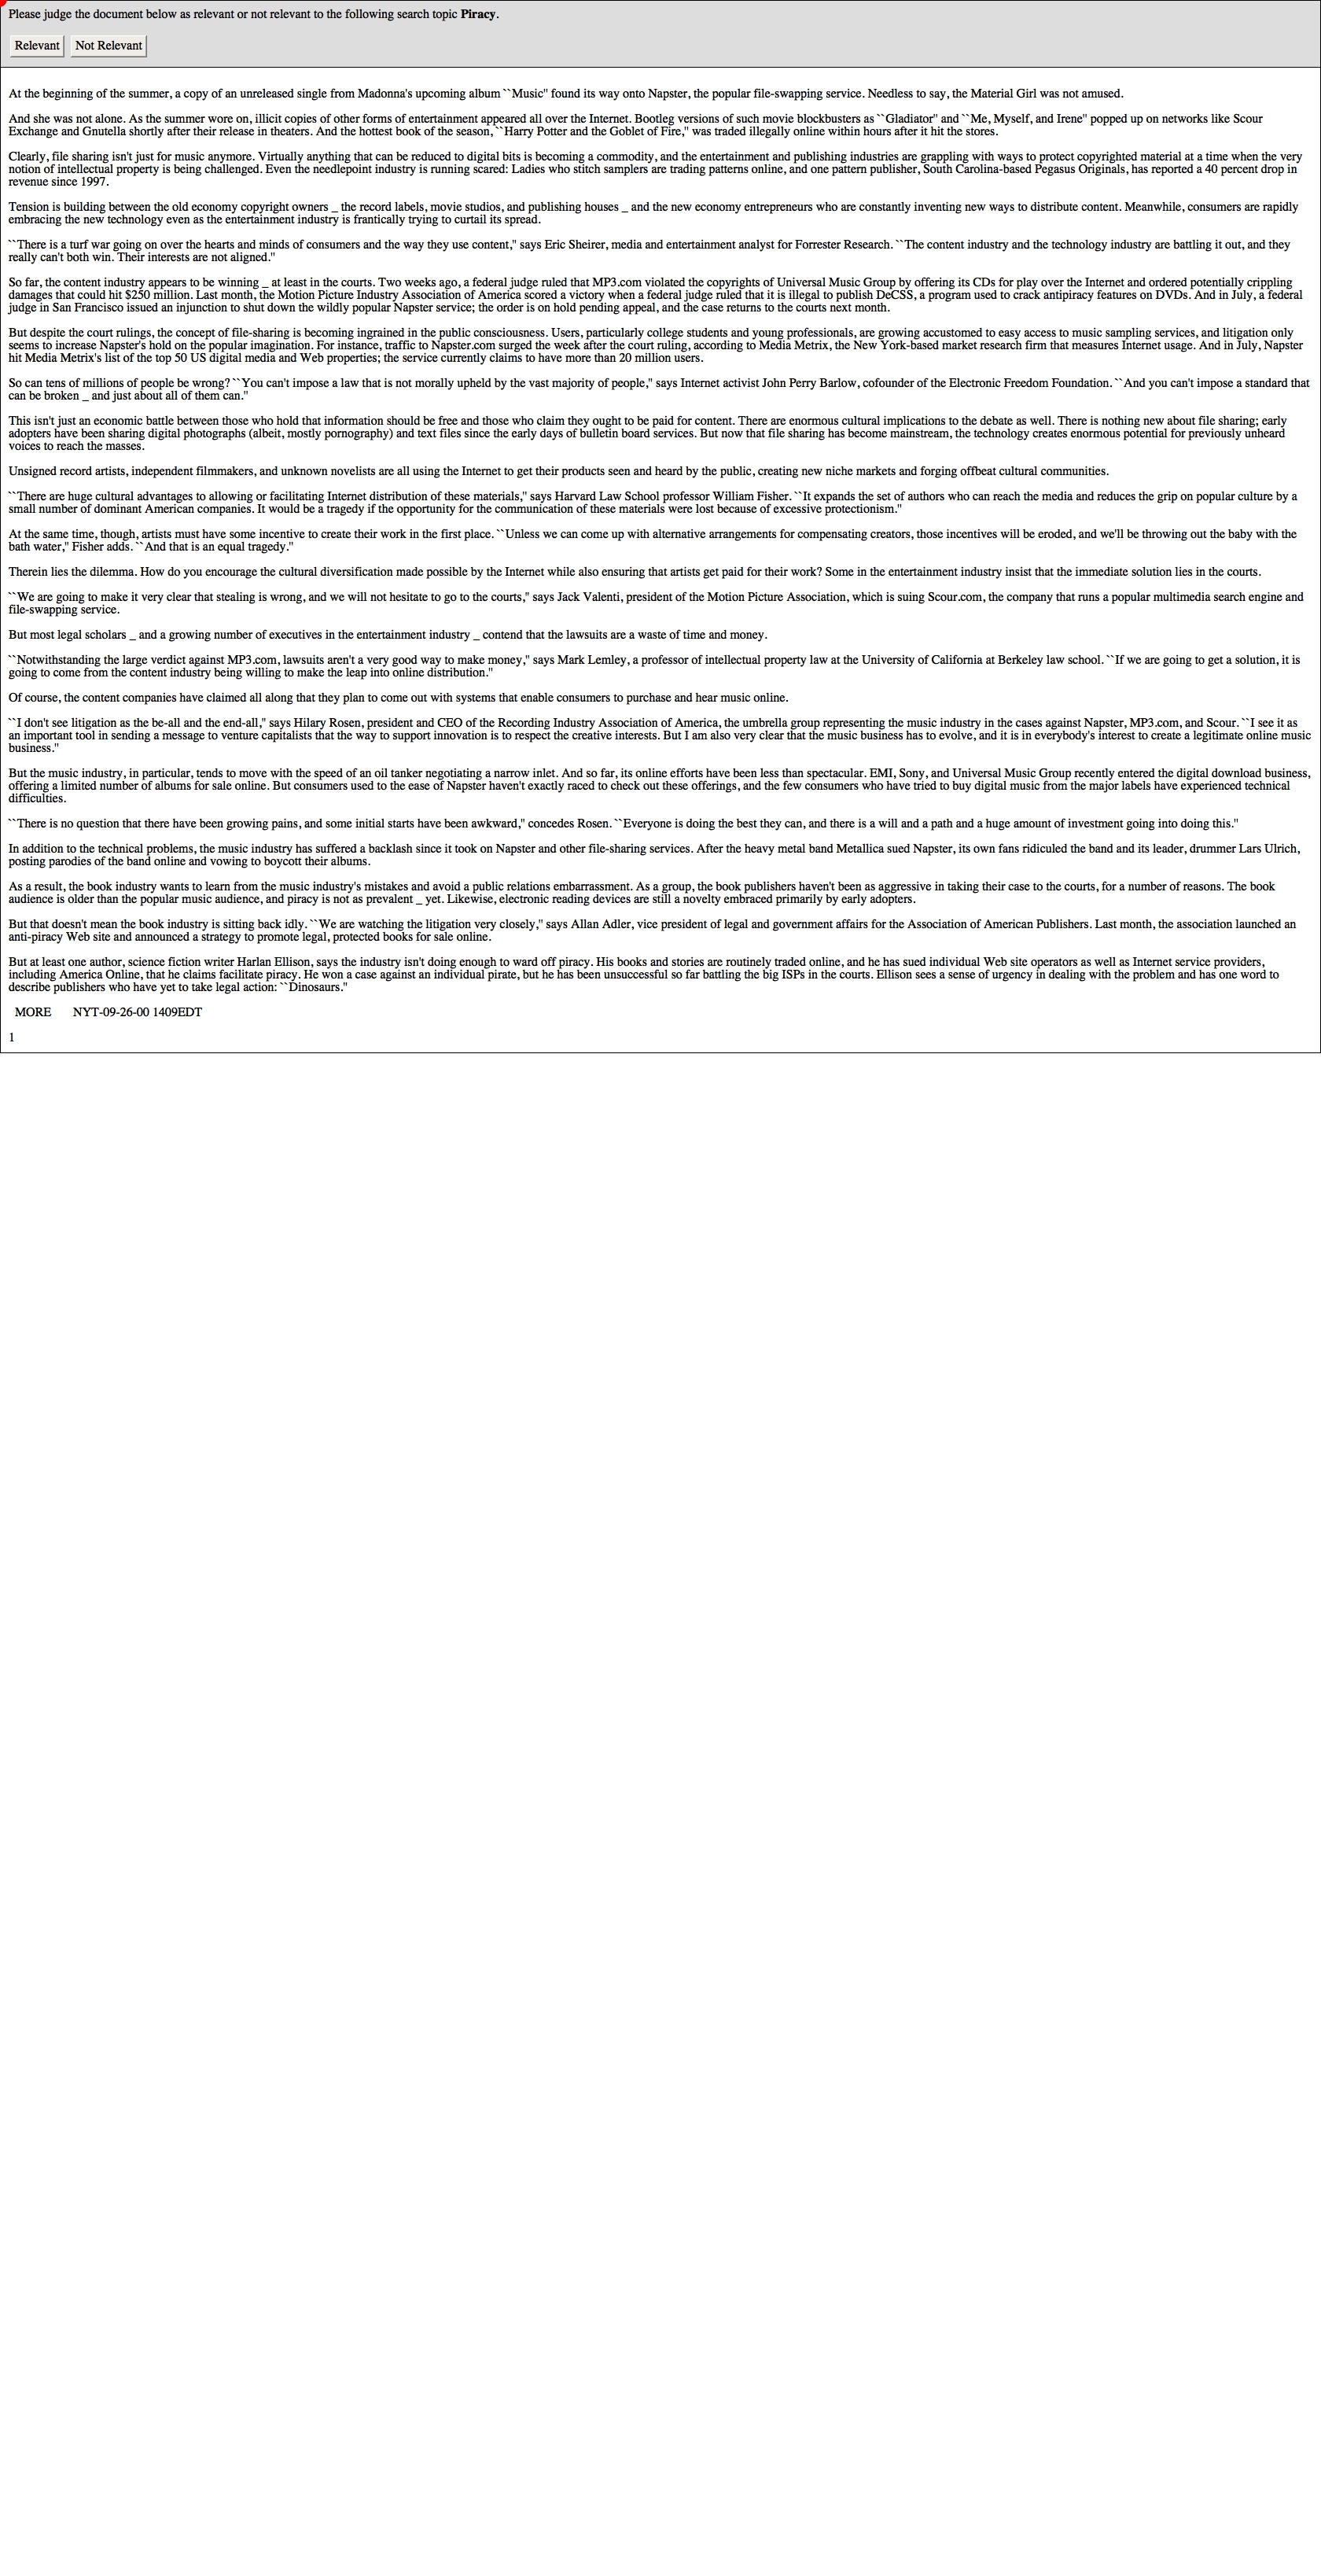 Please judge the document below as relevant or not relevant to the following search topic Piracy.
Relevant Not Relevant
At the beginning of the summer, a copy of an unreleased single from Madonna's upcoming album ``Music'' found its way onto Napster, the popular file-swapping service. Needless to say, the Material Girl was not amused.
And she was not alone. As the summer wore on, illicit copies of other forms of entertainment appeared all over the Internet. Bootleg versions of such movie blockbusters as ``Gladiator'' and ``Me, Myself, and Irene'' popped up on networks like Scour
Exchange and Gnutella shortly after their release in theaters. And the hottest book of the season, ``Harry Potter and the Goblet of Fire,'' was traded illegally online within hours after it hit the stores.
Clearly, file sharing isn't just for music anymore. Virtually anything that can be reduced to digital bits is becoming a commodity, and the entertainment and publishing industries are grappling with ways to protect copyrighted material at a time when the very
notion of intellectual property is being challenged. Even the needlepoint industry is running scared: Ladies who stitch samplers are trading patterns online, and one pattern publisher, South Carolina-based Pegasus Originals, has reported a 40 percent drop in
revenue since 1997.
Tension is building between the old economy copyright owners _ the record labels, movie studios, and publishing houses _ and the new economy entrepreneurs who are constantly inventing new ways to distribute content. Meanwhile, consumers are rapidly
embracing the new technology even as the entertainment industry is frantically trying to curtail its spread.
``There is a turf war going on over the hearts and minds of consumers and the way they use content,'' says Eric Sheirer, media and entertainment analyst for Forrester Research. ``The content industry and the technology industry are battling it out, and they
really can't both win. Their interests are not aligned.''
So far, the content industry appears to be winning _ at least in the courts. Two weeks ago, a federal judge ruled that MP3.com violated the copyrights of Universal Music Group by offering its CDs for play over the Internet and ordered potentially crippling
damages that could hit $250 million. Last month, the Motion Picture Industry Association of America scored a victory when a federal judge ruled that it is illegal to publish DeCSS, a program used to crack antipiracy features on DVDs. And in July, a federal
judge in San Francisco issued an injunction to shut down the wildly popular Napster service; the order is on hold pending appeal, and the case returns to the courts next month.
But despite the court rulings, the concept of file-sharing is becoming ingrained in the public consciousness. Users, particularly college students and young professionals, are growing accustomed to easy access to music sampling services, and litigation only
seems to increase Napster's hold on the popular imagination. For instance, traffic to Napster.com surged the week after the court ruling, according to Media Metrix, the New York-based market research firm that measures Internet usage. And in July, Napster
hit Media Metrix's list of the top 50 US digital media and Web properties; the service currently claims to have more than 20 million users.
So can tens of millions of people be wrong? ``You can't impose a law that is not morally upheld by the vast majority of people,'' says Internet activist John Perry Barlow, cofounder of the Electronic Freedom Foundation. ``And you can't impose a standard that
can be broken _ and just about all of them can.''
This isn't just an economic battle between those who hold that information should be free and those who claim they ought to be paid for content. There are enormous cultural implications to the debate as well. There is nothing new about file sharing; early
adopters have been sharing digital photographs (albeit, mostly pornography) and text files since the early days of bulletin board services. But now that file sharing has become mainstream, the technology creates enormous potential for previously unheard
voices to reach the masses.
Unsigned record artists, independent filmmakers, and unknown novelists are all using the Internet to get their products seen and heard by the public, creating new niche markets and forging offbeat cultural communities.
``There are huge cultural advantages to allowing or facilitating Internet distribution of these materials,'' says Harvard Law School professor William Fisher. ``It expands the set of authors who can reach the media and reduces the grip on popular culture by a
small number of dominant American companies. It would be a tragedy if the opportunity for the communication of these materials were lost because of excessive protectionism.''
At the same time, though, artists must have some incentive to create their work in the first place. ``Unless we can come up with alternative arrangements for compensating creators, those incentives will be eroded, and we'll be throwing out the baby with the
bath water,'' Fisher adds. ``And that is an equal tragedy.''
Therein lies the dilemma. How do you encourage the cultural diversification made possible by the Internet while also ensuring that artists get paid for their work? Some in the entertainment industry insist that the immediate solution lies in the courts.
``We are going to make it very clear that stealing is wrong, and we will not hesitate to go to the courts,'' says Jack Valenti, president of the Motion Picture Association, which is suing Scour.com, the company that runs a popular multimedia search engine and
file-swapping service.
But most legal scholars _ and a growing number of executives in the entertainment industry _ contend that the lawsuits are a waste of time and money.
``Notwithstanding the large verdict against MP3.com, lawsuits aren't a very good way to make money,'' says Mark Lemley, a professor of intellectual property law at the University of California at Berkeley law school. ``If we are going to get a solution, it is
going to come from the content industry being willing to make the leap into online distribution.''
Of course, the content companies have claimed all along that they plan to come out with systems that enable consumers to purchase and hear music online.
``I don't see litigation as the be-all and the end-all,'' says Hilary Rosen, president and CEO of the Recording Industry Association of America, the umbrella group representing the music industry in the cases against Napster, MP3.com, and Scour. ``I see it as
an important tool in sending a message to venture capitalists that the way to support innovation is to respect the creative interests. But I am also very clear that the music business has to evolve, and it is in everybody's interest to create a legitimate online music
business.''
But the music industry, in particular, tends to move with the speed of an oil tanker negotiating a narrow inlet. And so far, its online efforts have been less than spectacular. EMI, Sony, and Universal Music Group recently entered the digital download business,
offering a limited number of albums for sale online. But consumers used to the ease of Napster haven't exactly raced to check out these offerings, and the few consumers who have tried to buy digital music from the major labels have experienced technical
difficulties.
``There is no question that there have been growing pains, and some initial starts have been awkward,'' concedes Rosen. ``Everyone is doing the best they can, and there is a will and a path and a huge amount of investment going into doing this.''
In addition to the technical problems, the music industry has suffered a backlash since it took on Napster and other file-sharing services. After the heavy metal band Metallica sued Napster, its own fans ridiculed the band and its leader, drummer Lars Ulrich,
posting parodies of the band online and vowing to boycott their albums.
As a result, the book industry wants to learn from the music industry's mistakes and avoid a public relations embarrassment. As a group, the book publishers haven't been as aggressive in taking their case to the courts, for a number of reasons. The book
audience is older than the popular music audience, and piracy is not as prevalent _ yet. Likewise, electronic reading devices are still a novelty embraced primarily by early adopters.
But that doesn't mean the book industry is sitting back idly. ``We are watching the litigation very closely,'' says Allan Adler, vice president of legal and government affairs for the Association of American Publishers. Last month, the association launched an
anti-piracy Web site and announced a strategy to promote legal, protected books for sale online.
But at least one author, science fiction writer Harlan Ellison, says the industry isn't doing enough to ward off piracy. His books and stories are routinely traded online, and he has sued individual Web site operators as well as Internet service providers,
including America Online, that he claims facilitate piracy. He won a case against an individual pirate, but he has been unsuccessful so far battling the big ISPs in the courts. Ellison sees a sense of urgency in dealing with the problem and has one word to
describe publishers who have yet to take legal action: ``Dinosaurs.''
MORE NYT-09-26-00 1409EDT
1